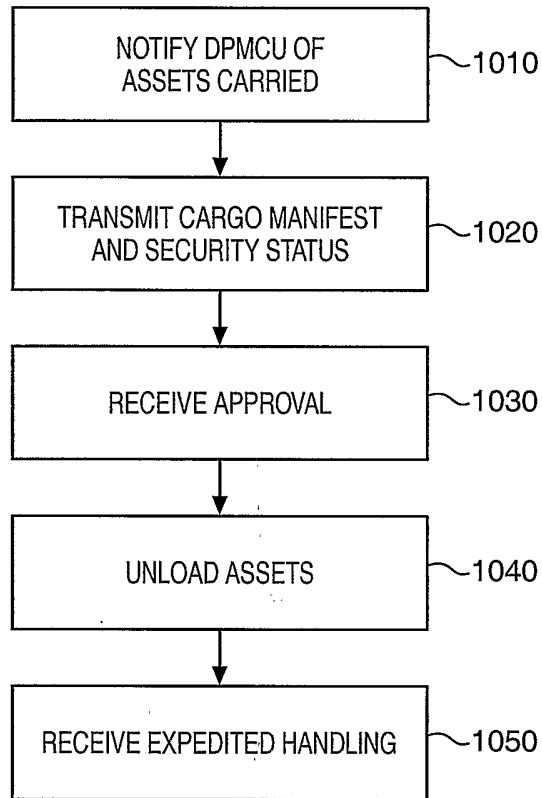 NOTIFY DPMCU OF
ASSETS CARRIED
1010
TRANSMIT CARGO MANIFEST
AND SECURITY STATUS
1020
RECEIVE APPROVAL
1030
UNLOAD ASSETS
1040
RECEIVE EXPEDITED HANDLING
1050